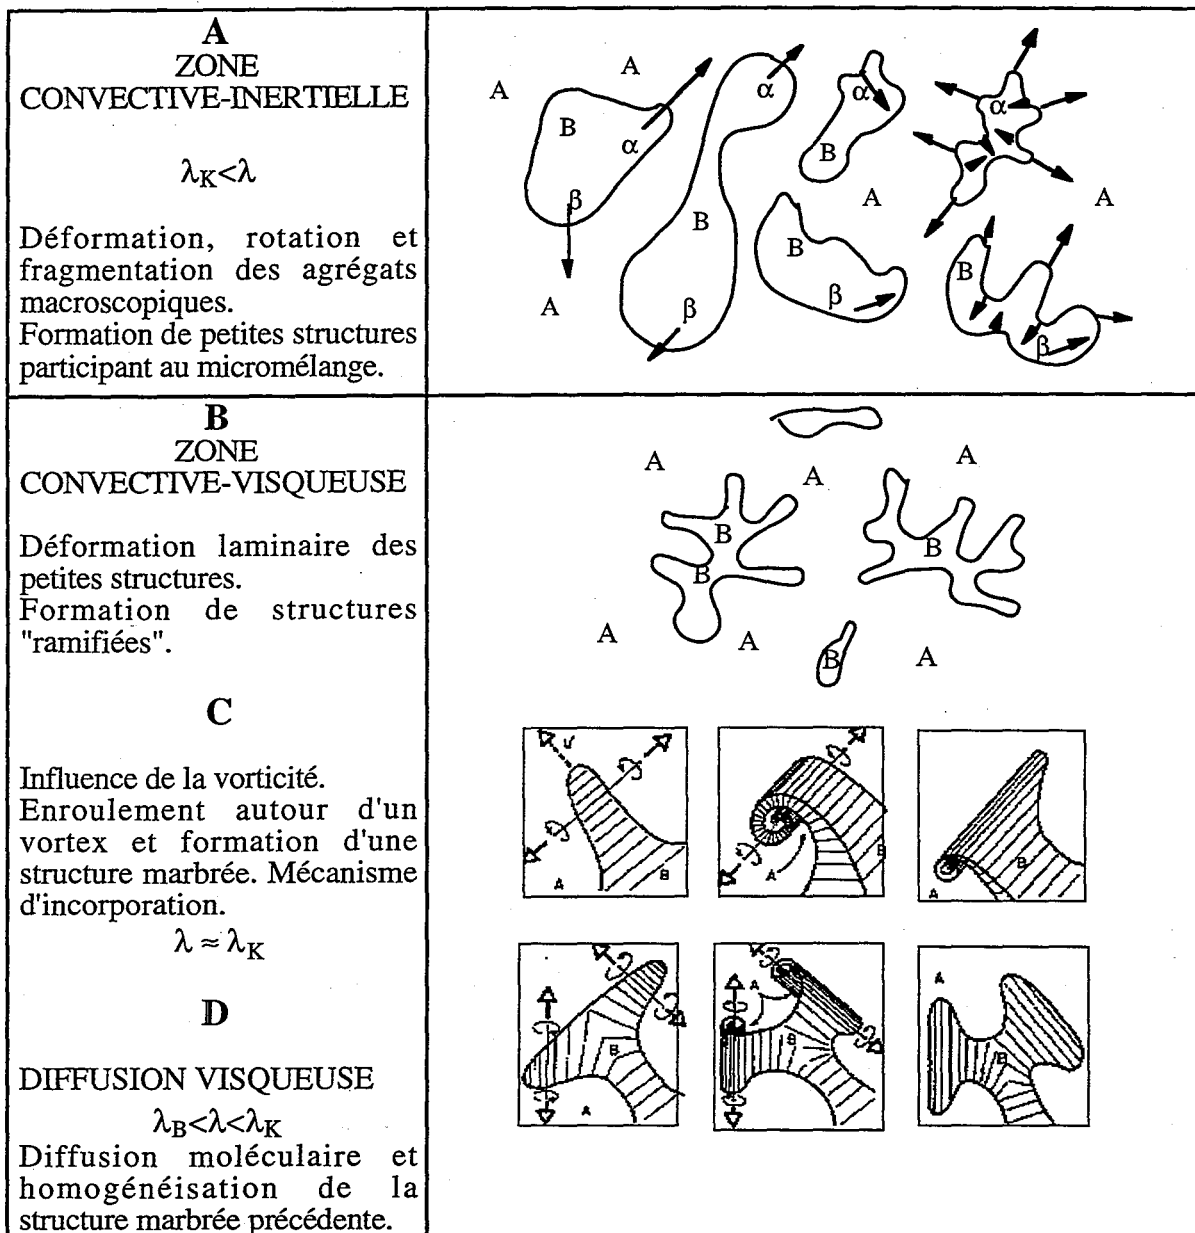 A
ZONE
CONVECTIVE-INERTIELLE
λK<λ
Déformation, rotation et
fragmentation des agrégats
macroscopiques.
Formation de petites structures
participant au micromélange.
A
A
B
α
β
A
α
B
β
α
B
A
B
β
α
A
B
β
B
ZONE
CONVECTIVE-VISQUEUSE
Déformation laminaire des
petites structures.
Formation de structures
"ramifiées".
A
A
A
B
B
B
A
A
B
A
C
Influence de la vorticité.
Enroulement autour d'un
vortex et formation d'une
structure marbrée. Mécanisme
d'incorporation.
λ ≈ λK
A
B
A
B
A
B
D
DIFFUSION VISQUEUSE
λB<λ<λK
Diffusion moléculaire et
homogénéisation de la
structure marbrée précédente.
A
B
A
B
A
B